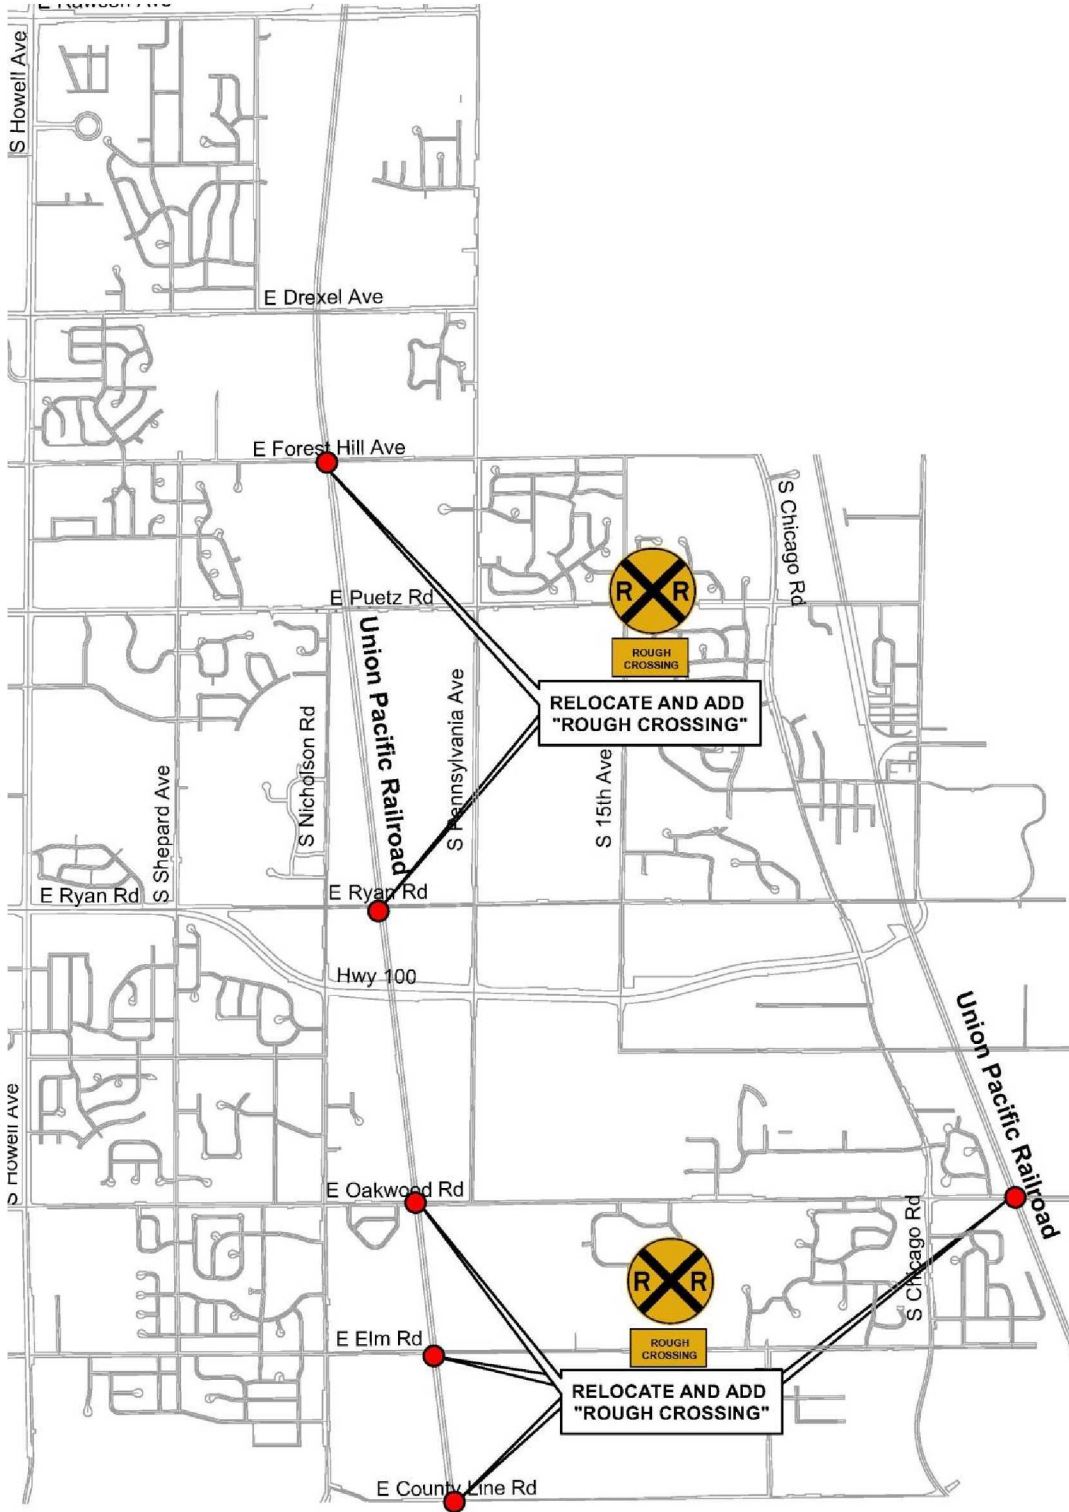 E Rawson Ave
S Howell Ave
E Drexel Ave
E Forest Hill Ave
S Chicago Rd
R R
E Puetz Rd
ROUGH
CROSSING
Union Pacific Railroad
RELOCATE AND ADD
"ROUGH CROSSING"
S Pennsylvania Ave
S Nicholson Rd
S 15th Ave
S Shepard Ave
E Ryan Rd
E Ryan Rd
Hwy 100
Union Pacific Railroad
S Howell Ave
E Oakwood Rd
S Chicago Rd
R R
E Elm Rd
ROUGH
CROSSING
RELOCATE AND ADD
"ROUGH CROSSING"
E County Line Rd